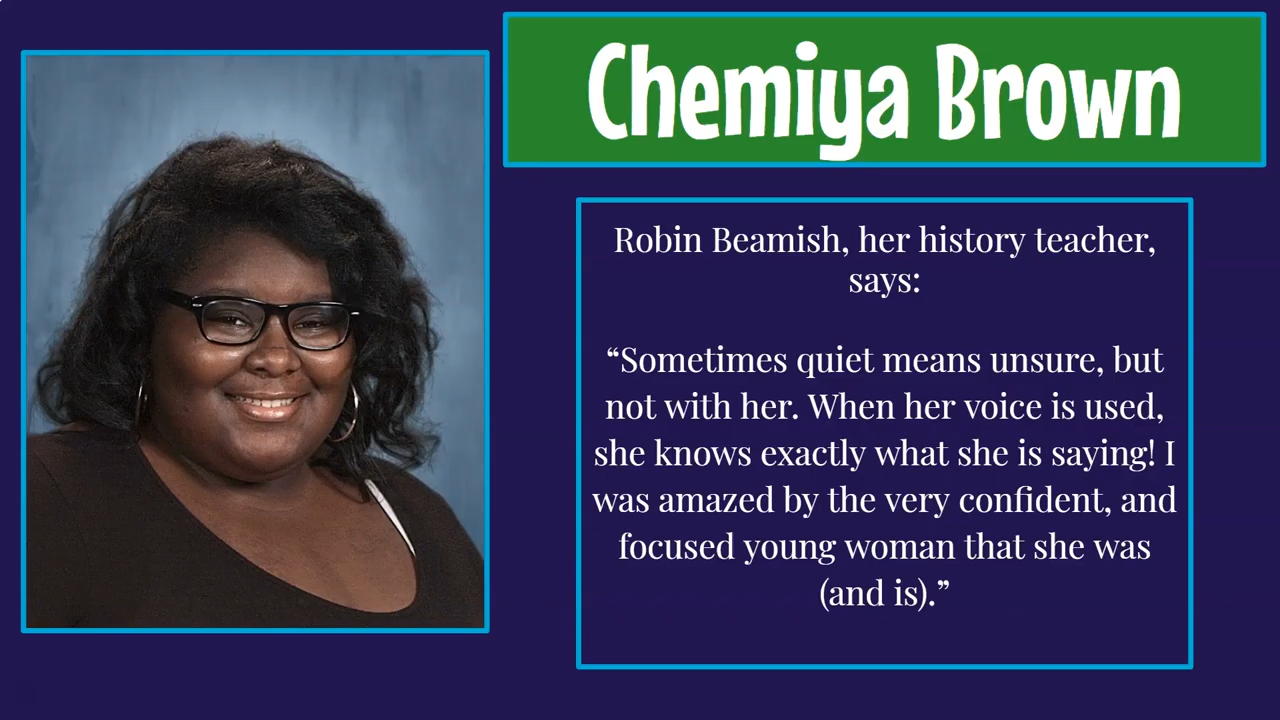 Chemiya Brown
Robin Beamish, her history teacher,
says:
“Sometimes quiet means unsure, but
not with her. When her voice is used,
she knows exactly what she is saying! I
was amazed by the very confident, and
focused young woman that she was
(and is).”